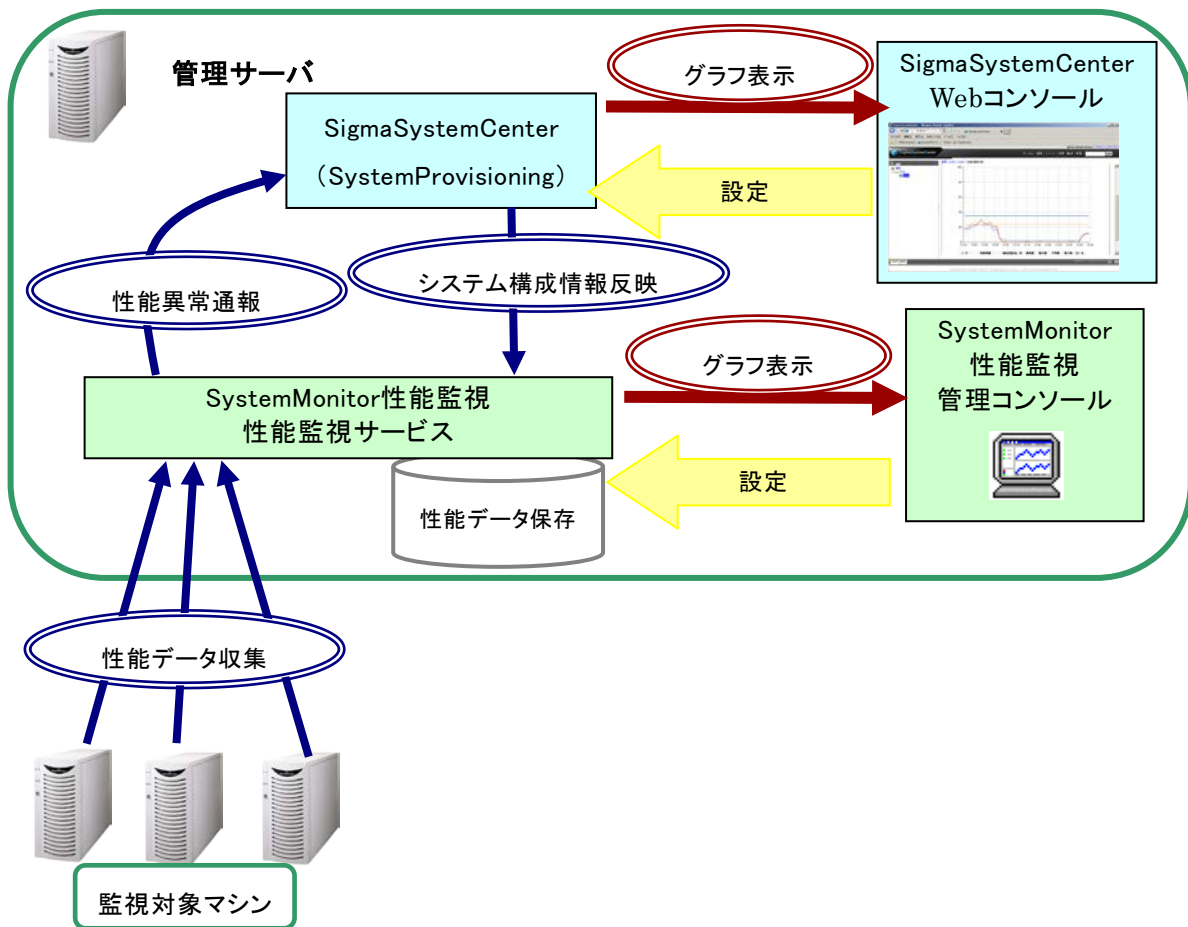 管理サーバ
グラフ表示
SigmaSystemCenter
Webコンソール
SigmaSystemCenter
（SystemProvisioning）
設定
性能異常通報
システム構成情報反映
SystemMonitor
性能監視
管理コンソール
グラフ表示
SystemMonitor性能監視
性能監視サービス
設定
性能データ保存
性能データ収集
監視対象マシン